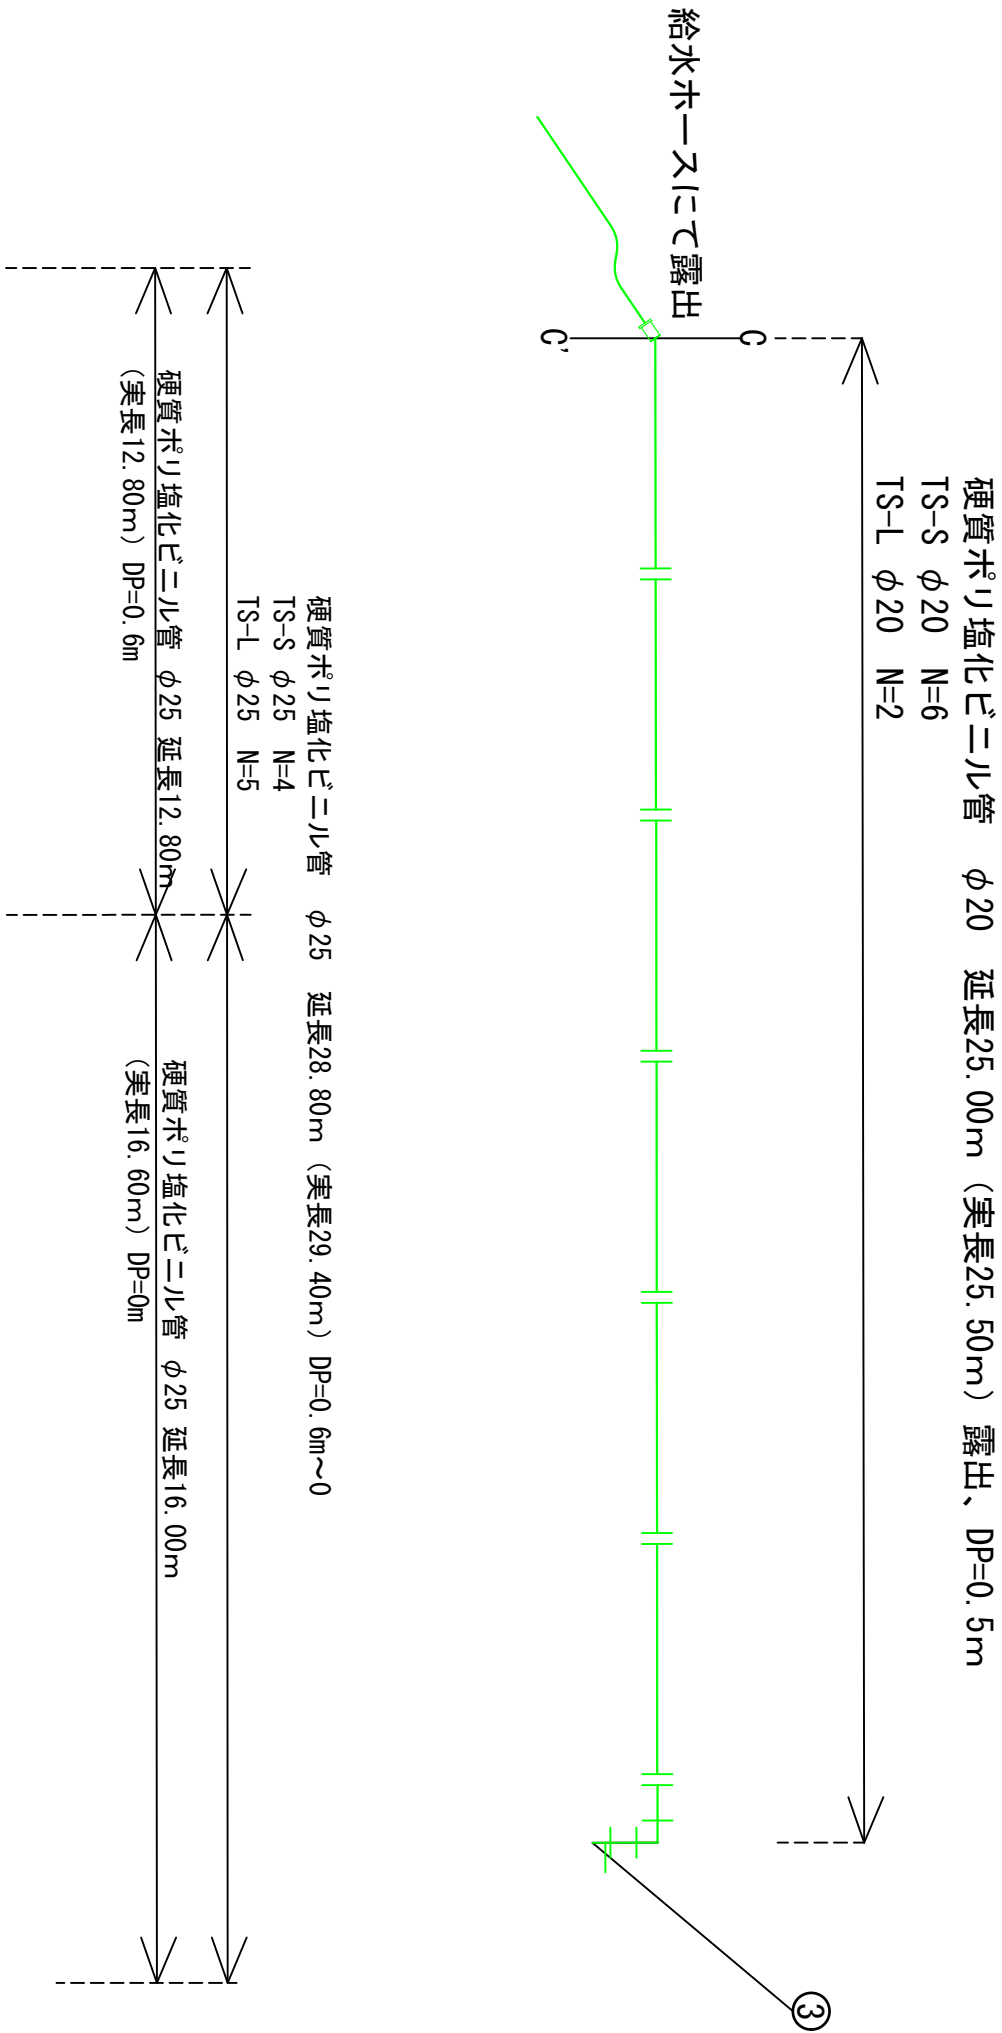 硬質ポリ塩化ビニル管　φ20　延長25.00m（実長25.50m）露出、DP=0.5m
TS-S φ20 N=6
TS-L φ20 N=2
給水ホースにて露出
C
C'
③
硬質ポリ塩化ビニル管　φ25　延長28.80m（実長29.40m）DP=0.6m～0
TS-S φ25 N=4
TS-L φ25 N=5
硬質ポリ塩化ビニル管 φ25 延長12.80m
（実長12.80m）DP=0.6m
硬質ポリ塩化ビニル管 φ25 延長16.00m
（実長16.60m）DP=0m